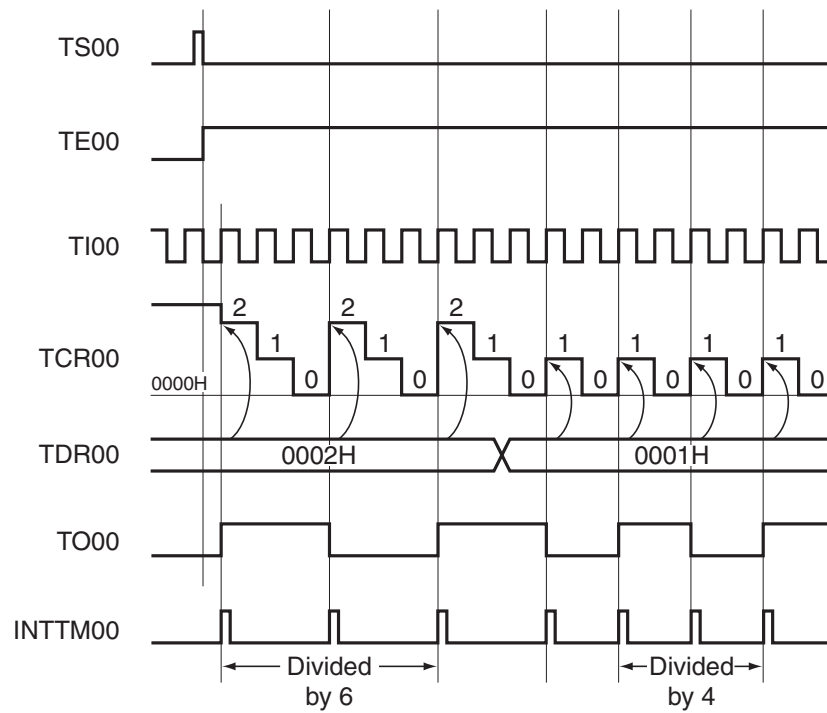 TS00
TE00
TI00
TCR00
2
1
0
2
1
0
2
1
0
1
0
1
0
1
0
1
0
0000H
TDR00
0002H
0001H
TO00
INTTM00
Divided
by 6
Divided
by 4